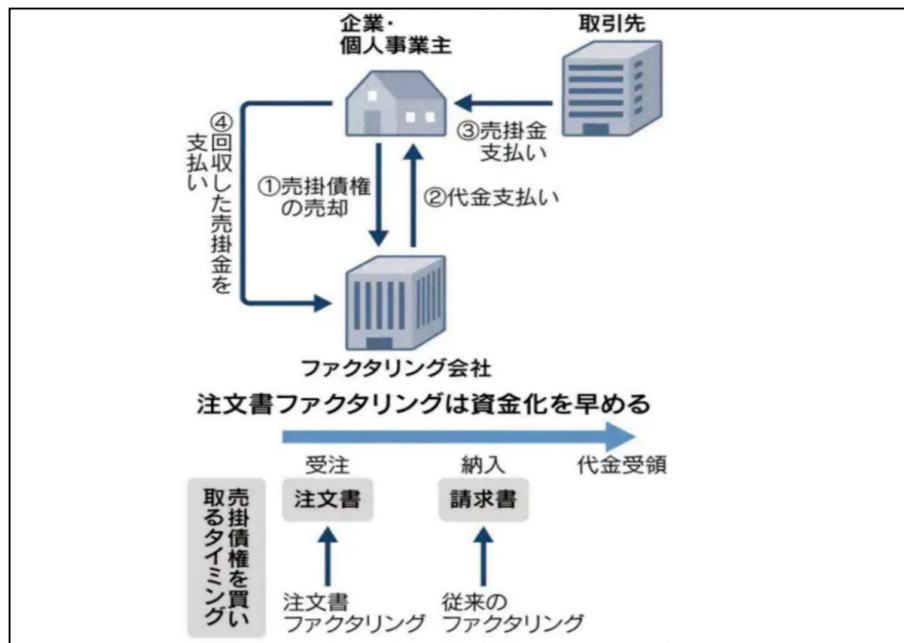 企業・
個人事業主
取引先
④回収した売掛金を
支払い
③売掛金
支払い
①売掛債権
の売却
②代金支払い
ファクタリング会社
注文書ファクタリングは資金化を早める
受注
納入
代金受領
売掛債権を買い
取るタイミング
注文書
請求書
注文書
ファクタリング
従来の
ファクタリング